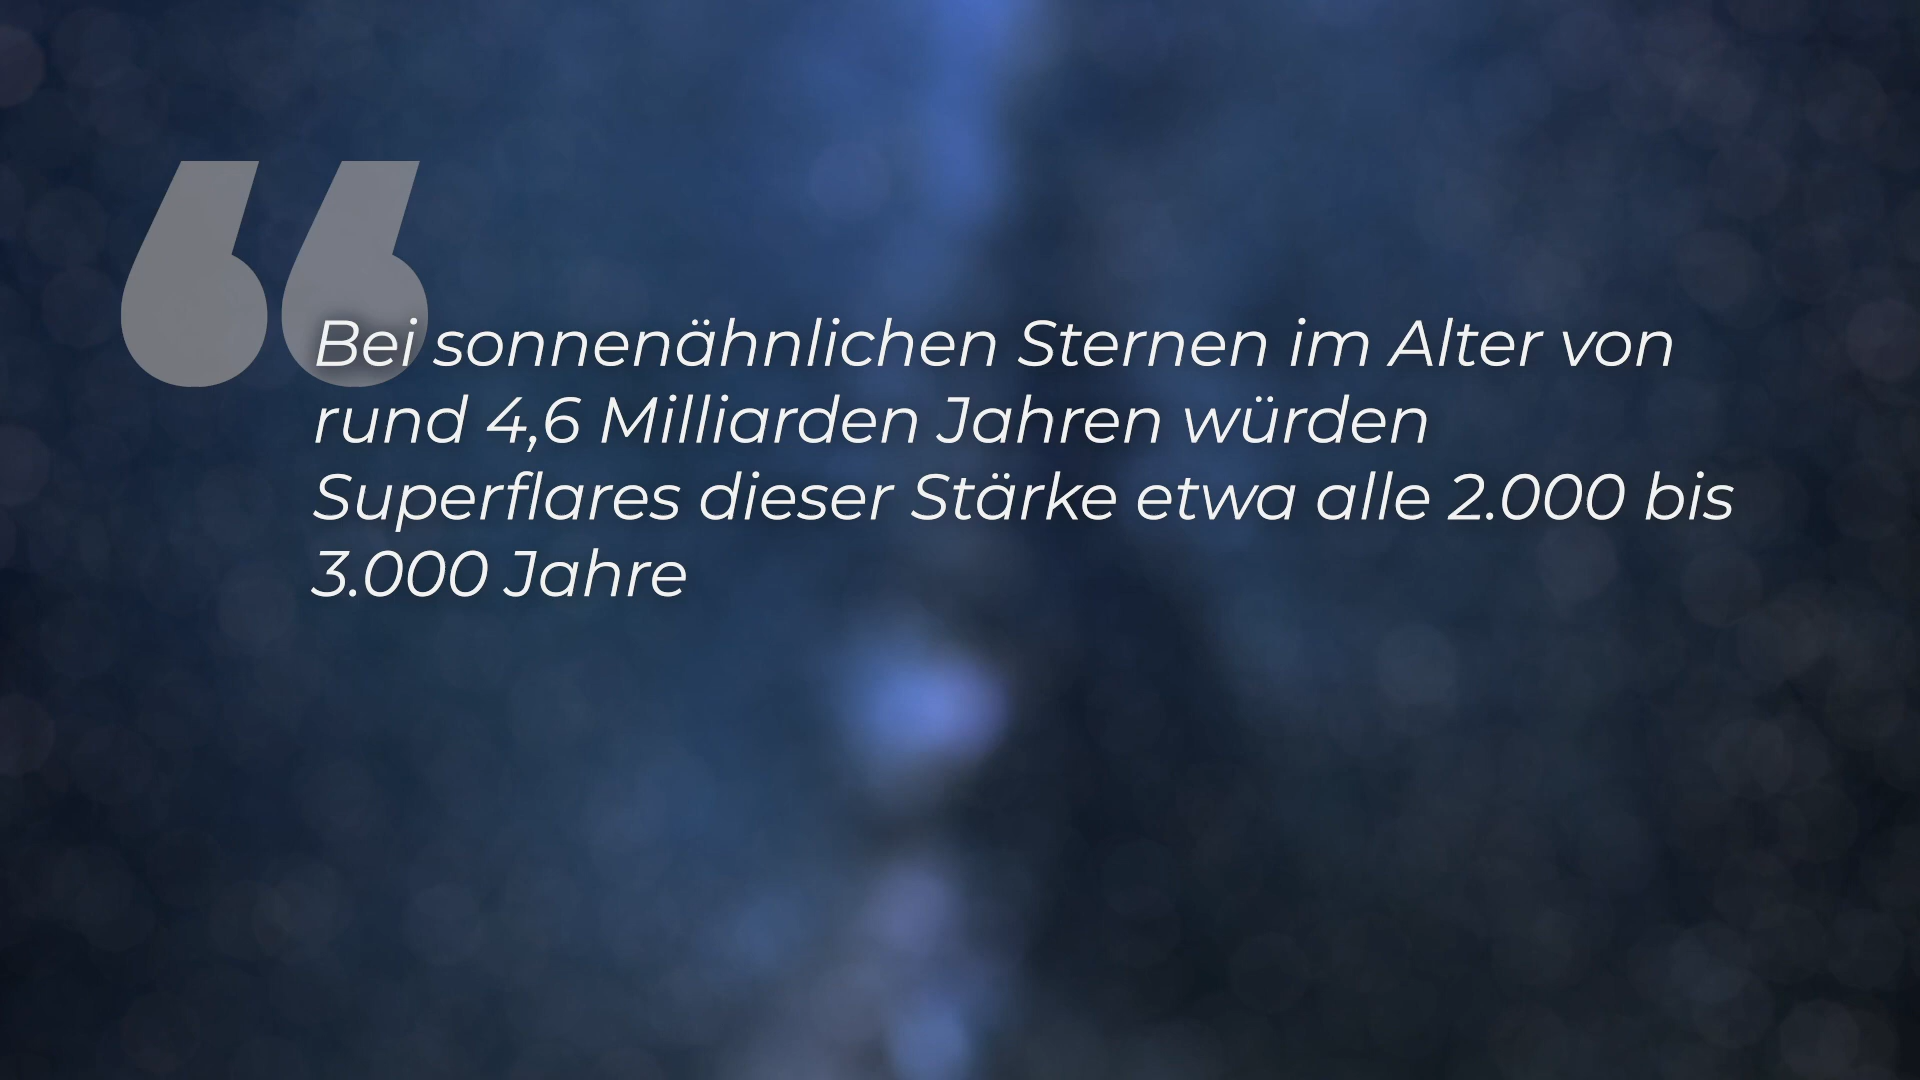 Bei sonnenähnlichen Sternen im Alter von
rund 4,6 Milliarden Jahren würden
Superflares dieser Stärke etwa alle 2.000 bis
3.000 Jahre